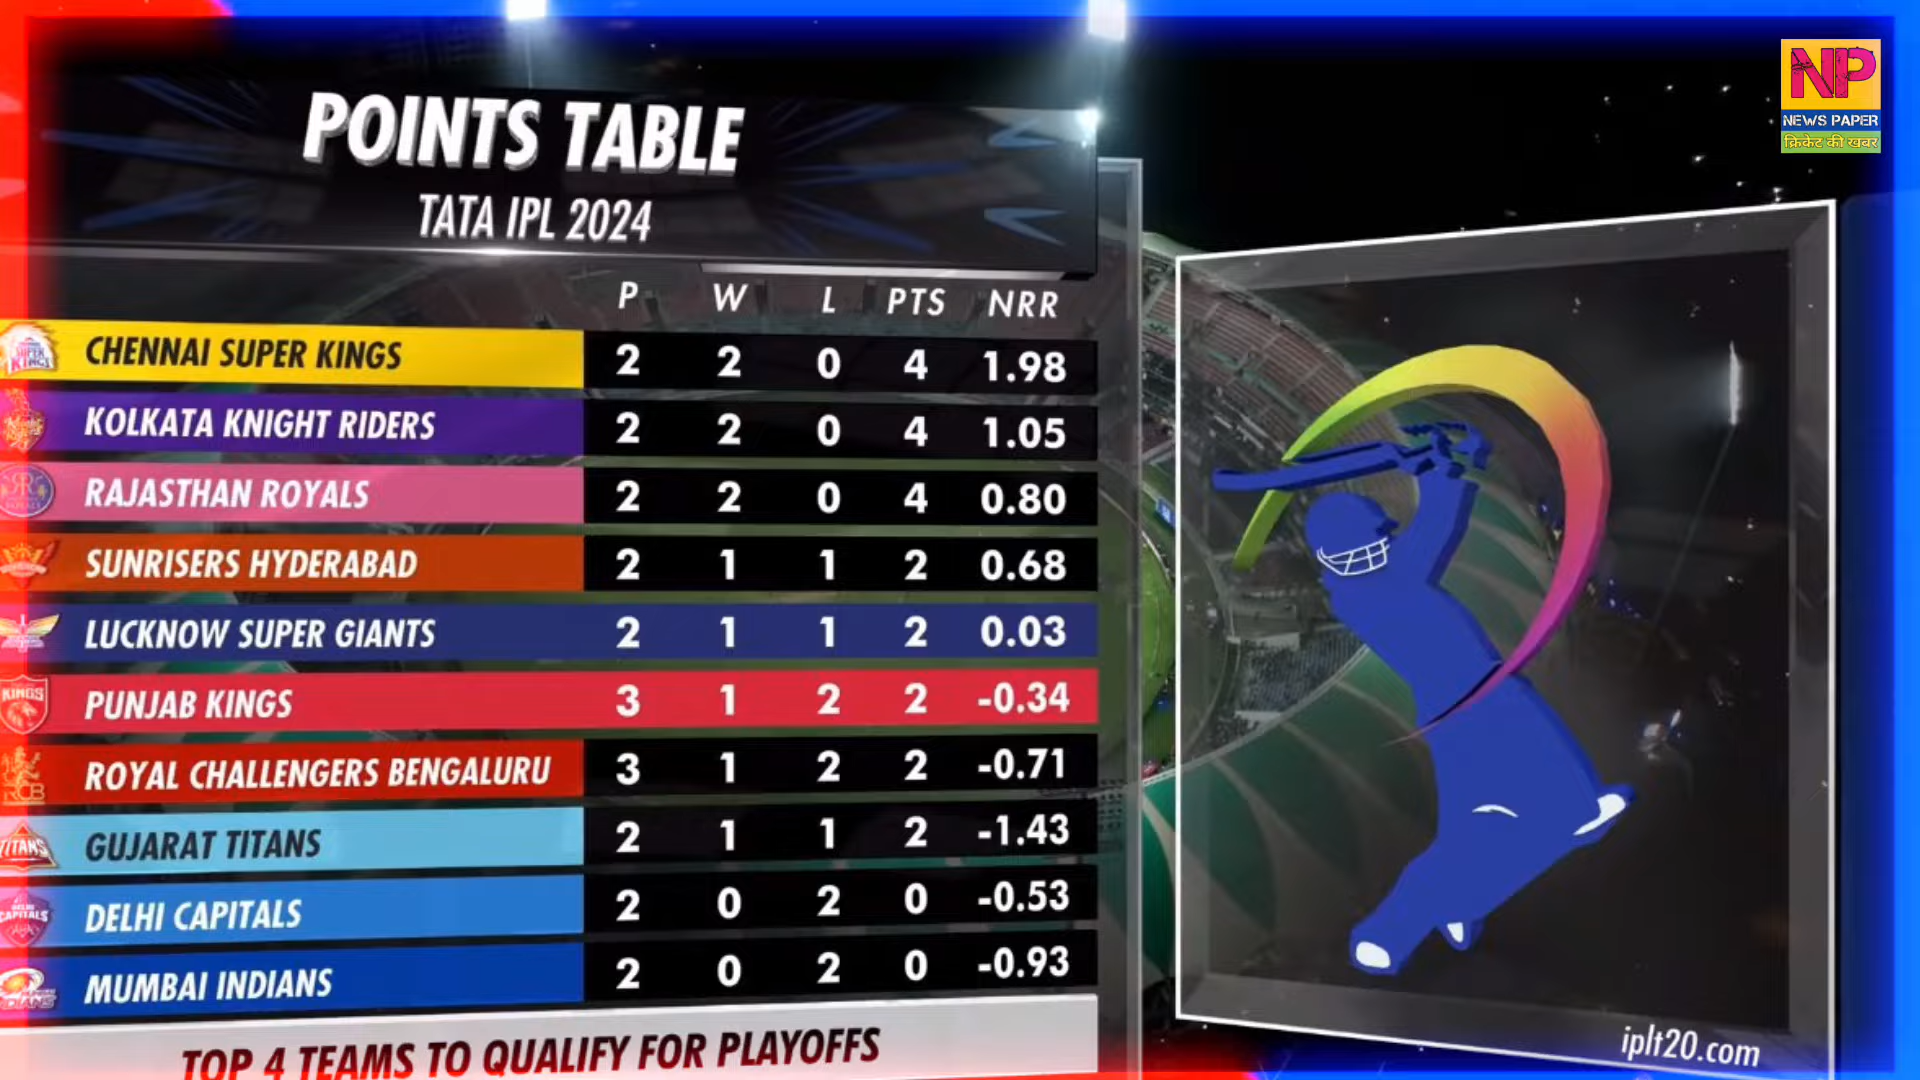 NP
NEWS PAPER
क्रिकेट की खबर
POINTS TABLE
TATA IPL 2024
P W L PTS NRR
CHENNAI SUPER KINGS 2 2 0 4 1.98
KOLKATA KNIGHT RIDERS 2 2 0 4 1.05
RAJASTHAN ROYALS 2 2 0 4 0.80
SUNRISERS HYDERABAD 2 1 1 2 0.68
LUCKNOW SUPER GIANTS 2 1 1 2 0.03
KINGS
PUNJAB KINGS 3 1 2 2 -0.34
RCB
ROYAL CHALLENGERS BENGALURU 3 1 2 2 -0.71
TITANS
GUJARAT TITANS 2 1 1 2 -1.43
CAPITALS
DELHI CAPITALS 2 0 2 0 -0.53
MUMBAI INDIANS 2 0 2 0 -0.93
TOP 4 TEAMS TO QUALIFY FOR PLAYOFFS
iplt20.com